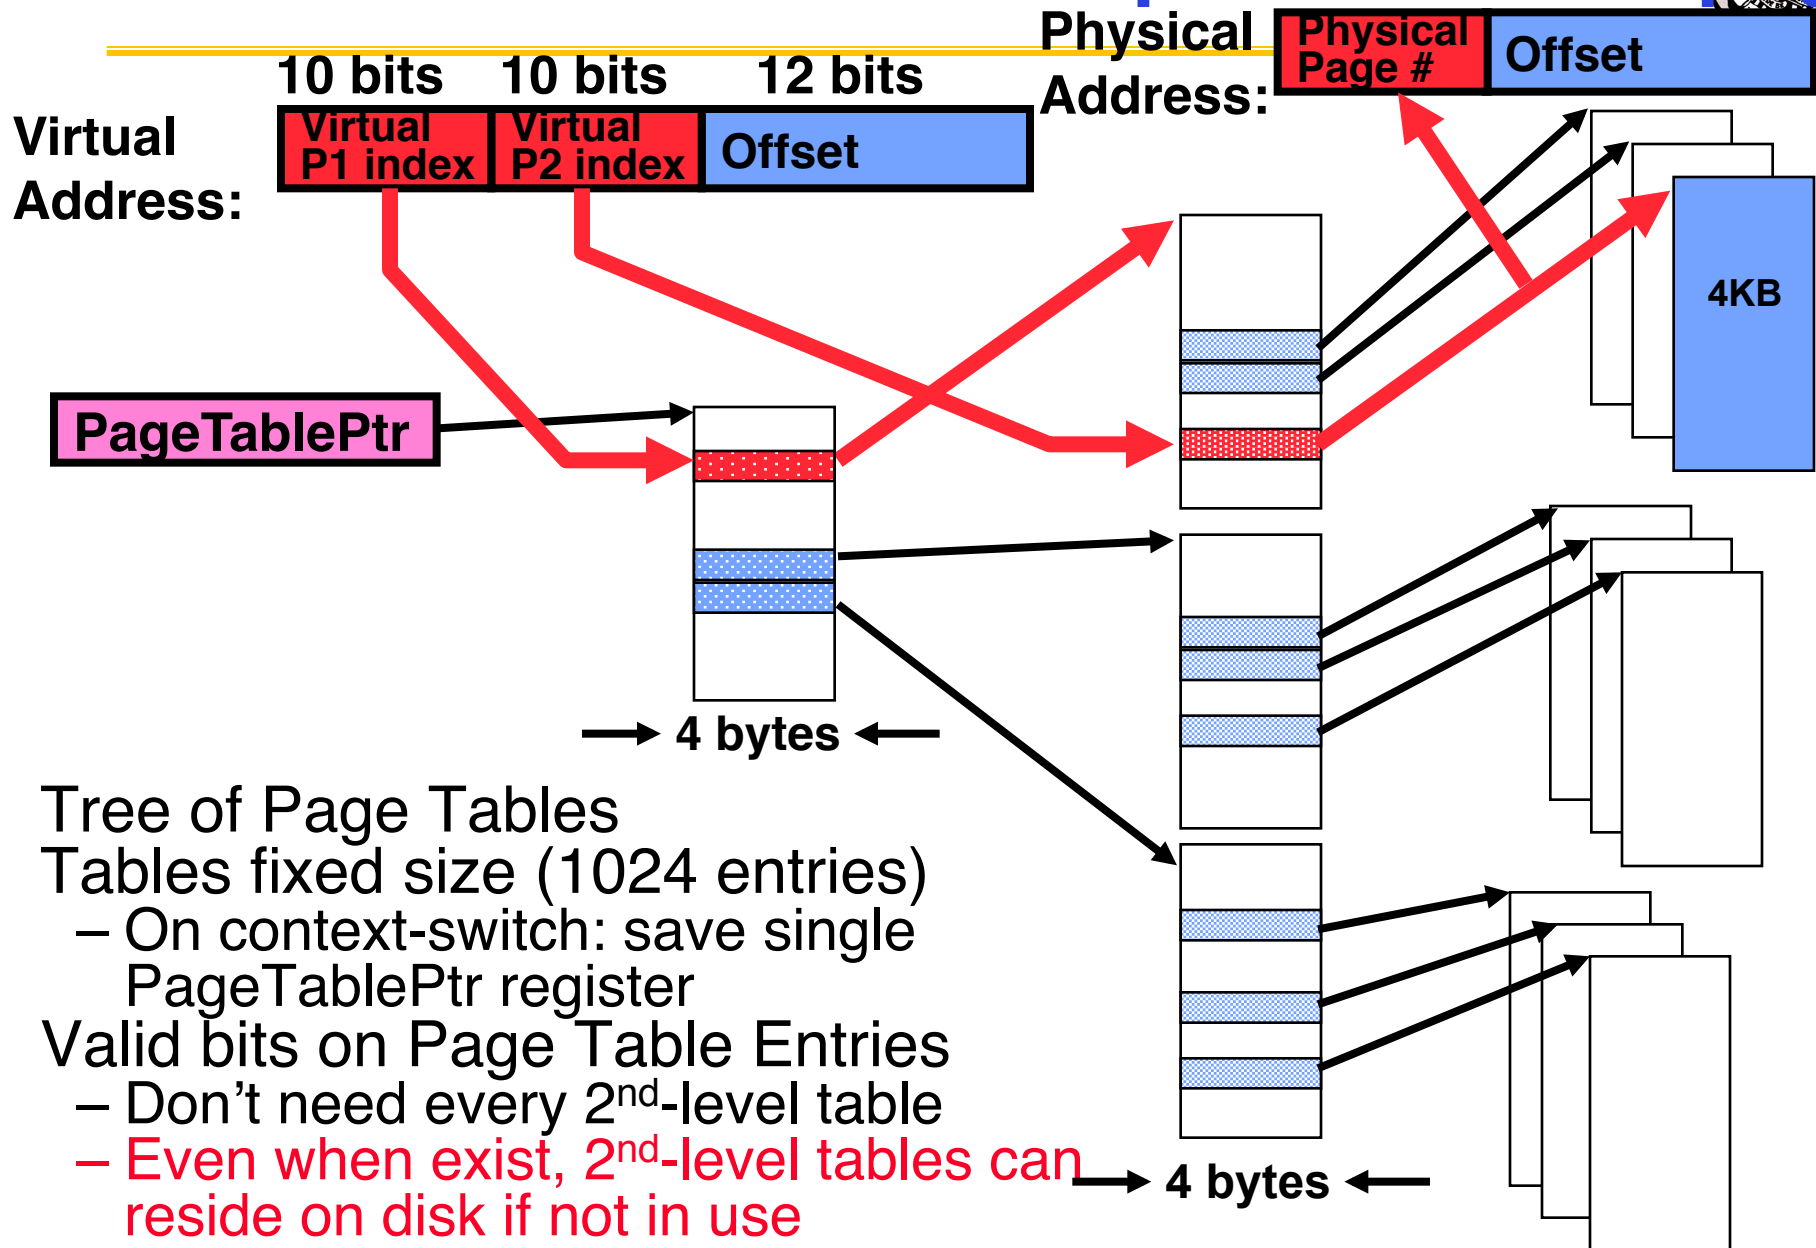 Physical
Address:
Physical
Page #
Offset
10 bits 10 bits 12 bits
Virtual
Address:
Virtual
P1 index
Virtual
P2 index
Offset
4KB
PageTablePtr
4 bytes
Tree of Page Tables
Tables fixed size (1024 entries)
– On context-switch: save single
PageTablePtr register
Valid bits on Page Table Entries
– Don’t need every 2nd-level table
– Even when exist, 2nd-level tables can
reside on disk if not in use
4 bytes